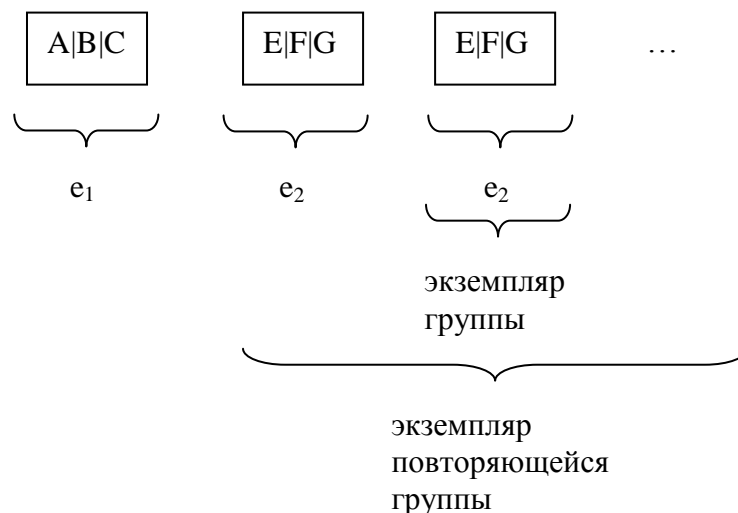 A|B|C E|F|G E|F|G …
e₁ e₂ e₂
экземпляр
группы
экземпляр
повторяющейся
группы